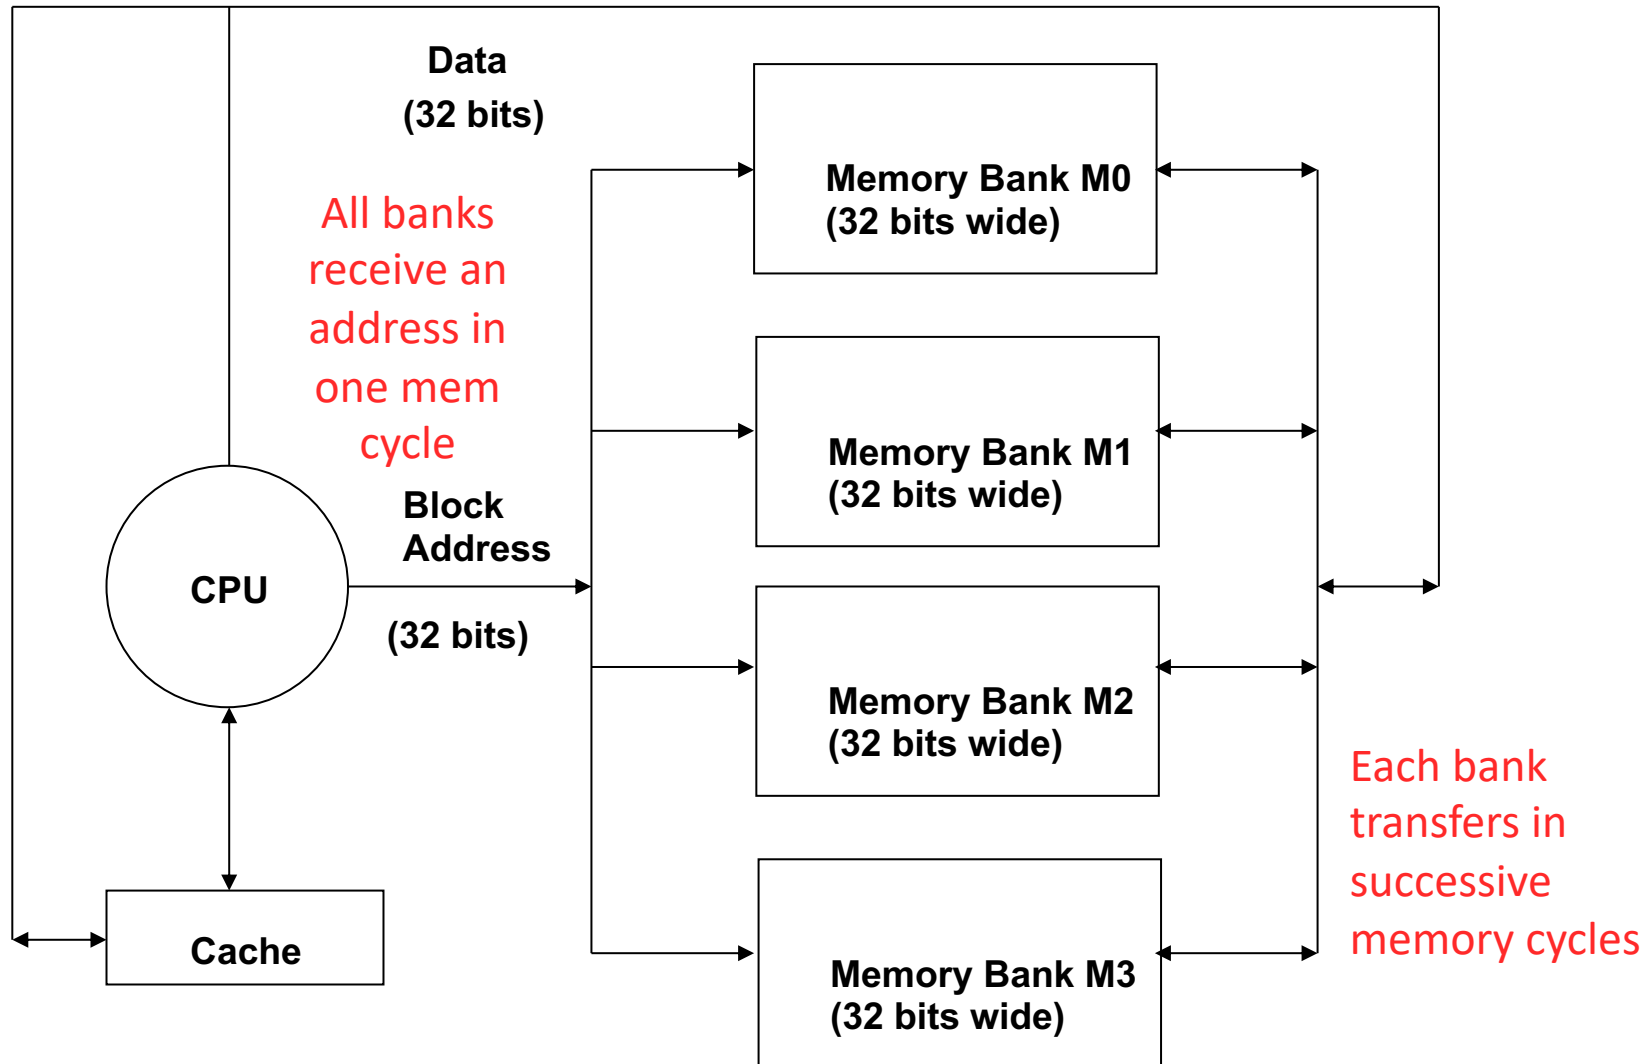 Data
(32 bits)
All banks
receive an
address in
one mem
cycle
Block
Address
(32 bits)
CPU
Cache
Memory Bank M0
(32 bits wide)
Memory Bank M1
(32 bits wide)
Memory Bank M2
(32 bits wide)
Memory Bank M3
(32 bits wide)
Each bank
transfers in
successive
memory cycles